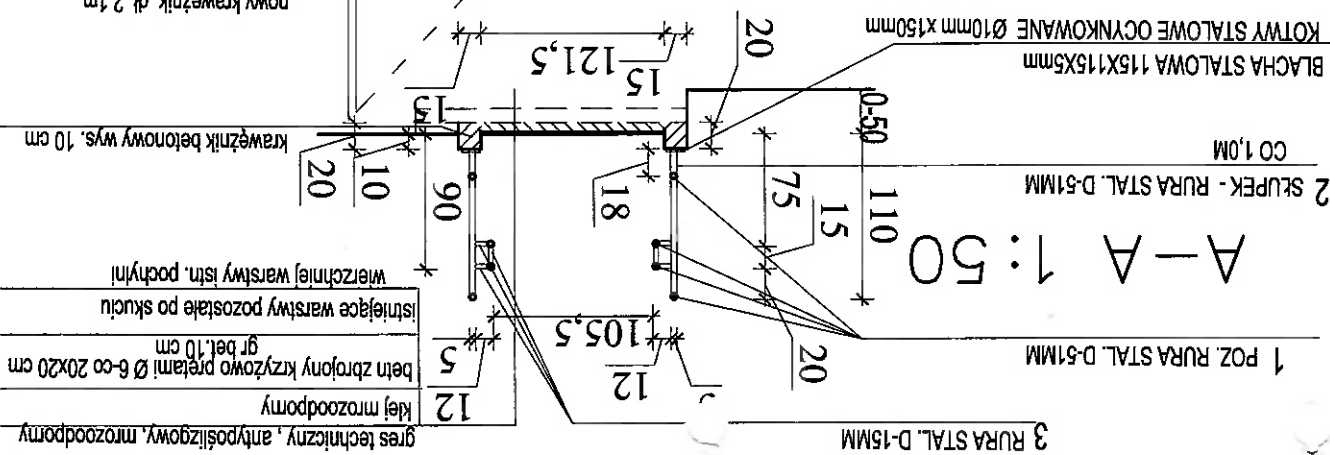 3 RURA STAL. D-15MM
1 POZ. RURA STAL. D-51MM
A-A 1:50
2 SŁUPEK - RURA STAL. D-51MM
CO 1,0M
BLACHA STALOWA 115X115X5mm
KOTWY STALOWE OCYNKOWANE Ø10mm x150mm
gres techniczny , antypoślizgowy, mrozoodporny
klej mrozoodporny
betn zbrojony krzyżowo prętami Ø 6-co 20x20 cm
gr bet.10 cm
istniejące warstwy pozostałe po skuciu
wierzchniej warstwy istn. pochylni
krawężnik betonowy wys. 10 cm
nowy krawężnik dł. 2,1m
12
12
5
105,5
20
110
15
75
0-50
18
90
10
20
15
15
121,5
20